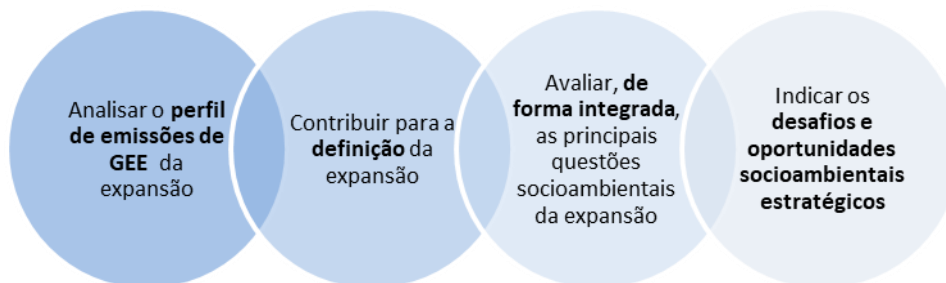 Analisar o perfil
de emissões de
GEE da
expansão
Contribuir para a
definição da
expansão
Avaliar, de
forma integrada,
as principais
questões
socioambientais
da expansão
Indicar os
desafios e
oportunidades
socioambientais
estratégicos